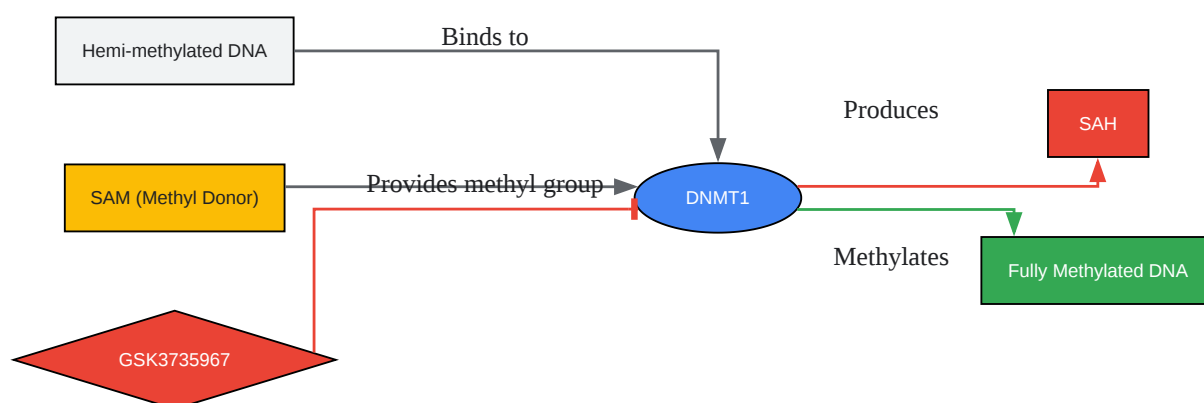 Hemi-methylated DNA
Binds to
Produces
SAH
SAM (Methyl Donor)
Provides methyl group
DNMT1
Methylates
Fully Methylated DNA
GSK3735967